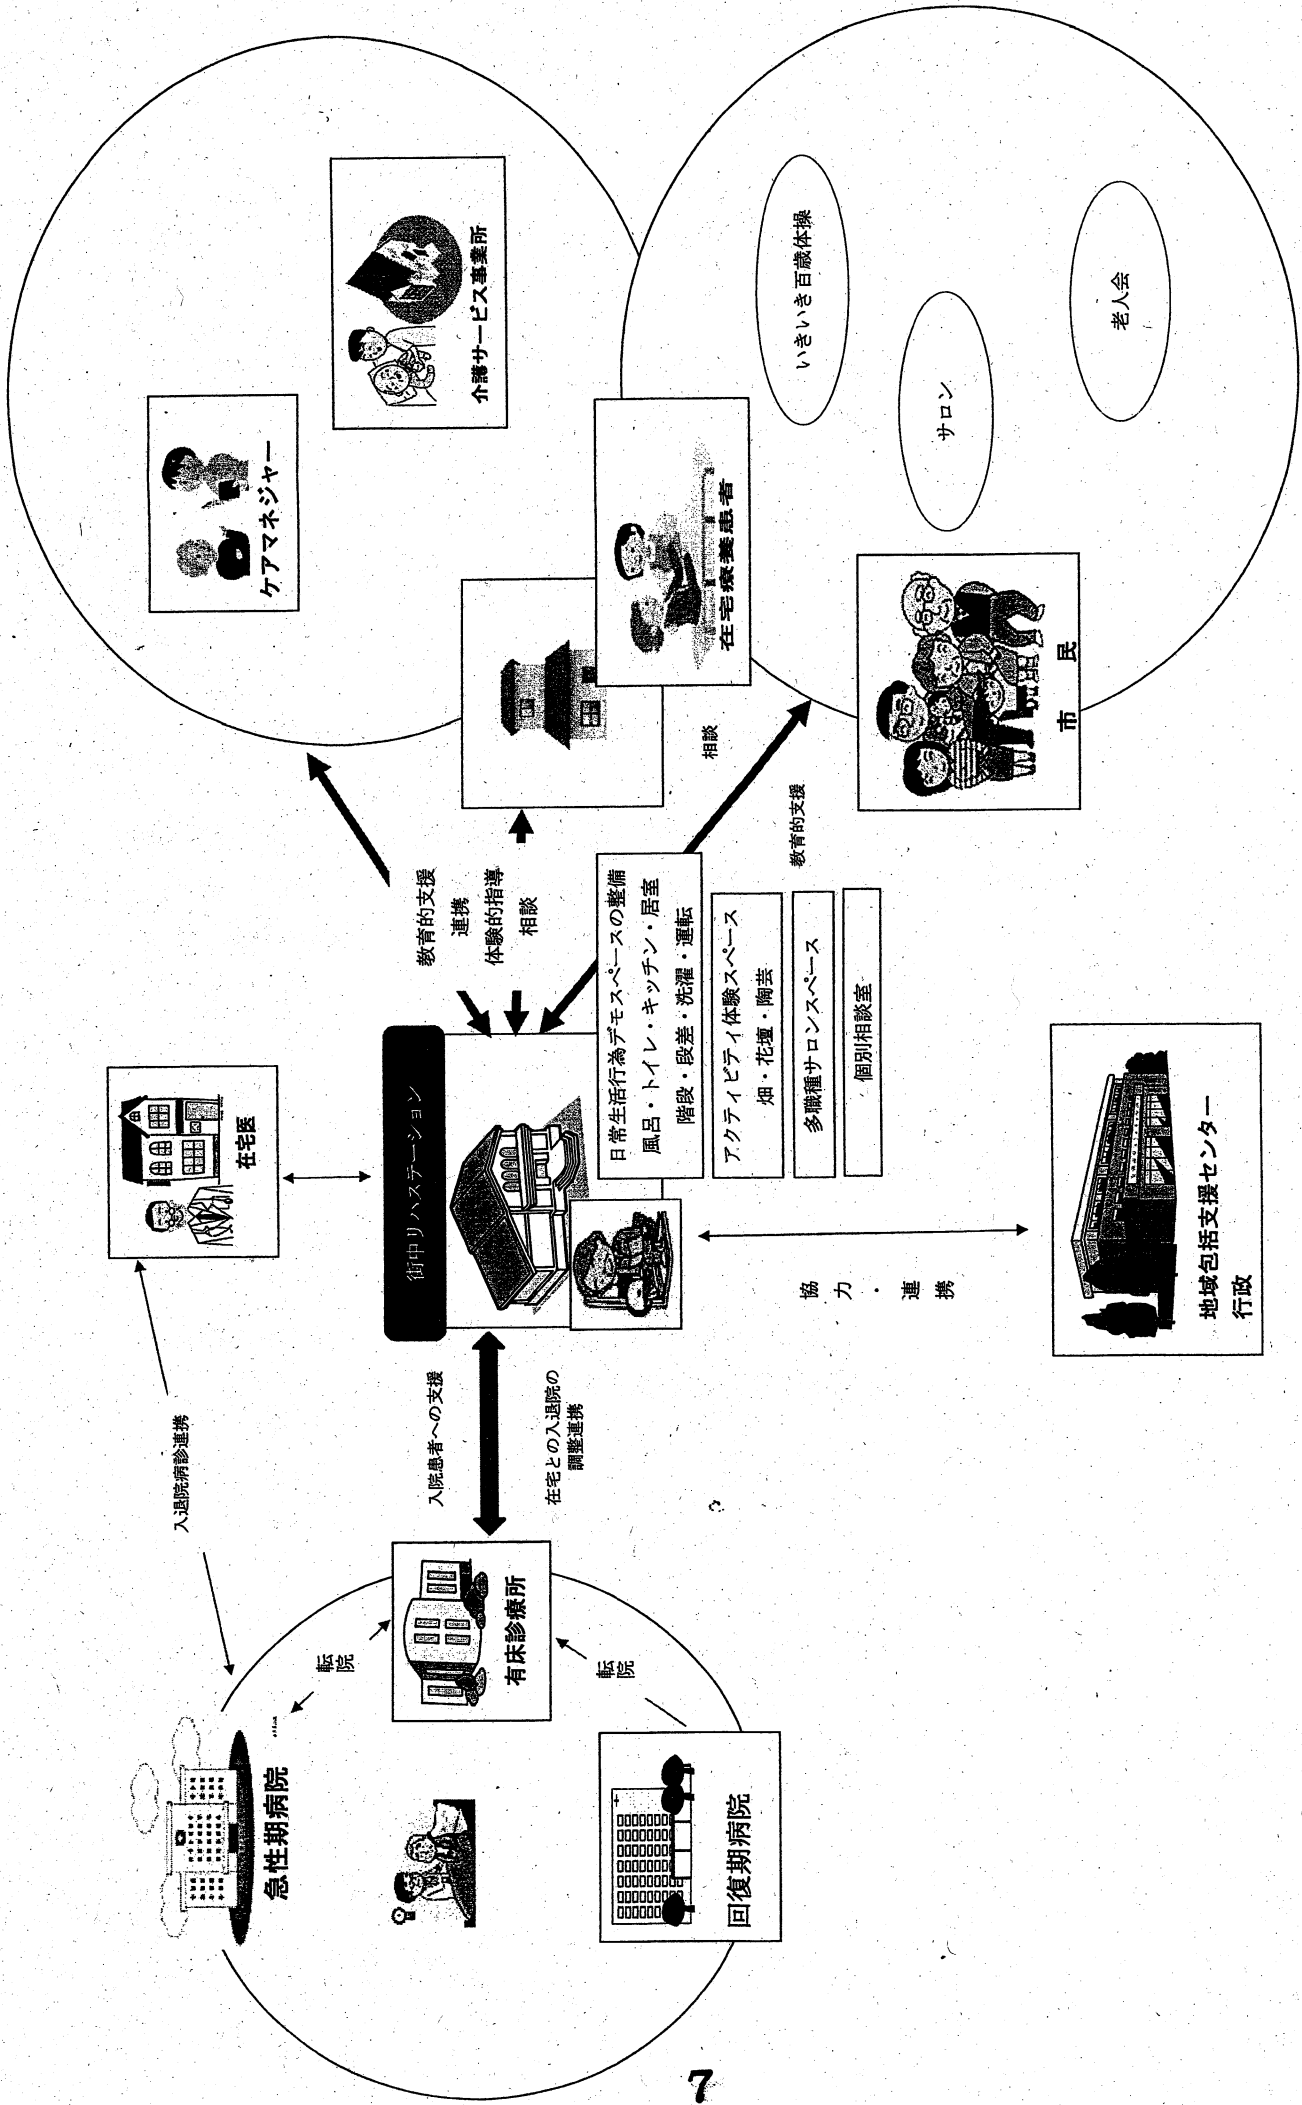 急性期病院
転院
有床診療所
転院
回復期病院
入退院病診連携
在宅医
入院患者への支援
在宅との入退院の
調整連携
街中リハステーション
教育的支援
連携
体験的指導
相談
日常生活行為デモスペースの整備
風呂・トイレ・キッチン・居室
階段・段差・洗濯・運転
アクティビティ体験スペース
畑・花壇・陶芸
多職種サロンスペース
個別相談室
協力・連携
地域包括支援センター
行政
ケアマネジャー
介護サービス事業所
在宅療養患者
相談
教育的支援
市民
いきいき百歳体操
サロン
老人会
7